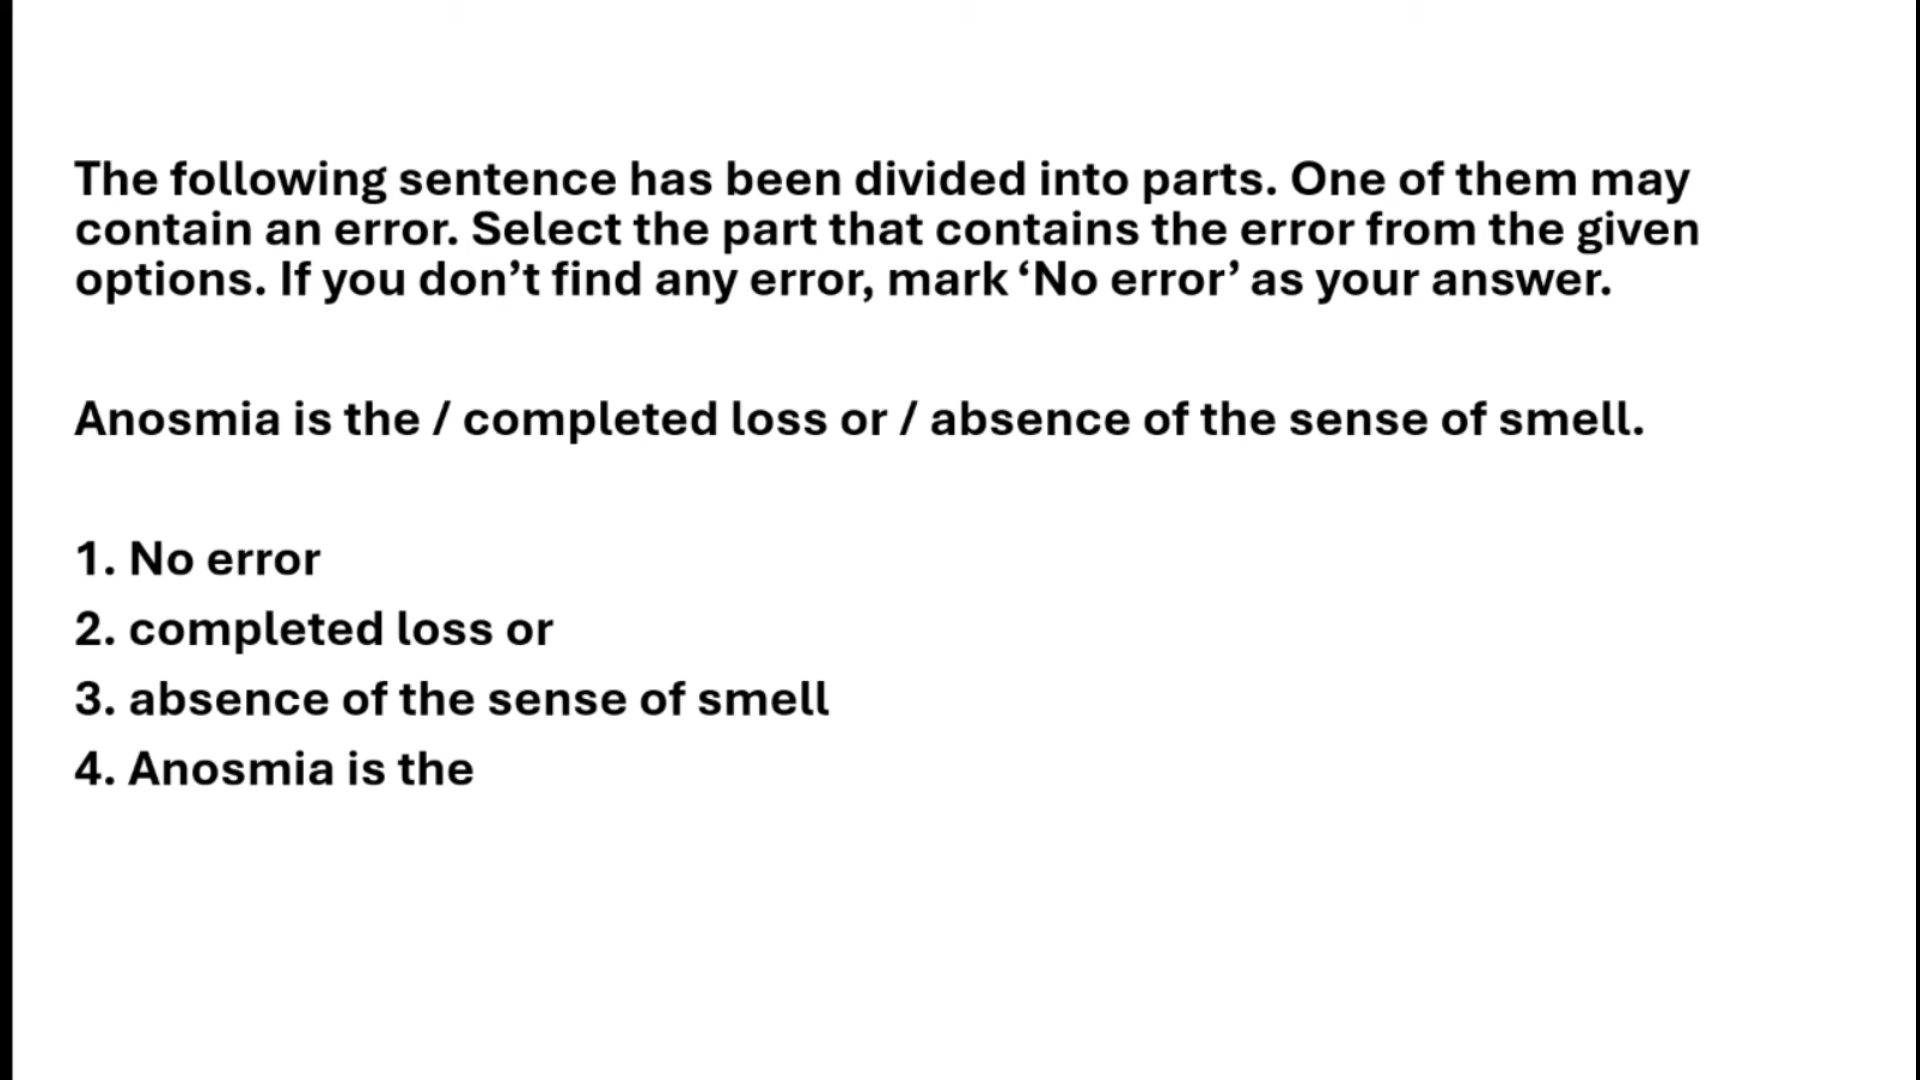 The following sentence has been divided into parts. One of them may
contain an error. Select the part that contains the error from the given
options. If you don’t find any error, mark ‘No error’ as your answer.
Anosmia is the / completed loss or / absence of the sense of smell.
1. No error
2. completed loss or
3. absence of the sense of smell
4. Anosmia is the